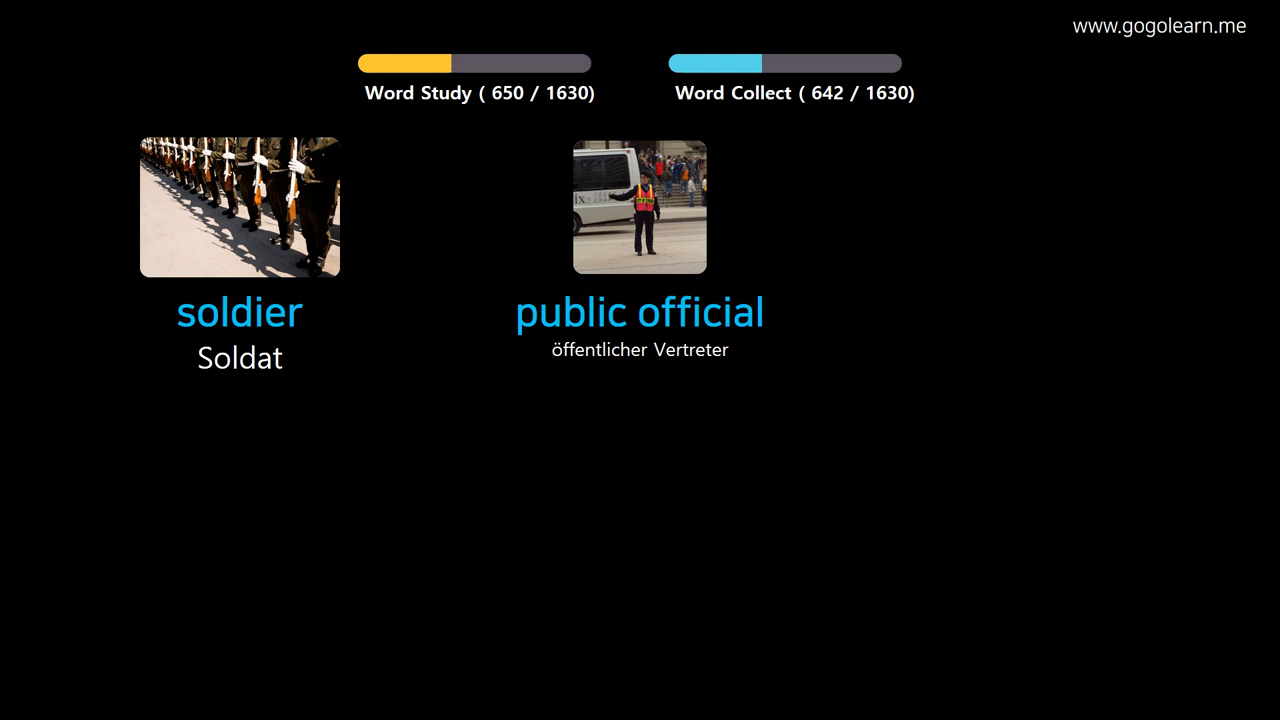 www.gogolearn.me
Word Study ( 650 / 1630)
Word Collect ( 642 / 1630)
soldier
Soldat
public official
öffentlicher Vertreter